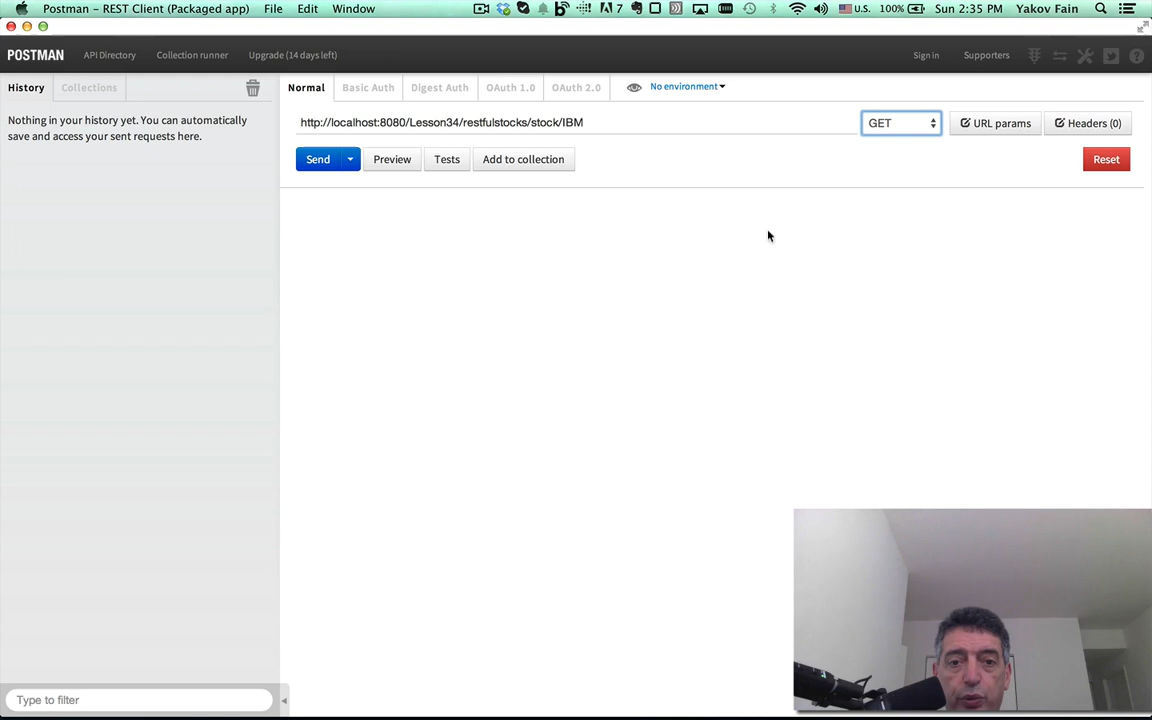 Postman – REST Client (Packaged app) File Edit Window 7 U.S. 100% Sun 2:35 PM Yakov Fain
POSTMAN API Directory Collection runner Upgrade (14 days left) Sign in Supporters
History Collections Normal Basic Auth Digest Auth OAuth 1.0 OAuth 2.0 No environment
Nothing in your history yet. You can automatically
save and access your sent requests here.
http://localhost:8080/Lesson34/restfulstocks/stock/IBM GET URL params Headers (0)
Send Preview Tests Add to collection Reset
Type to filter